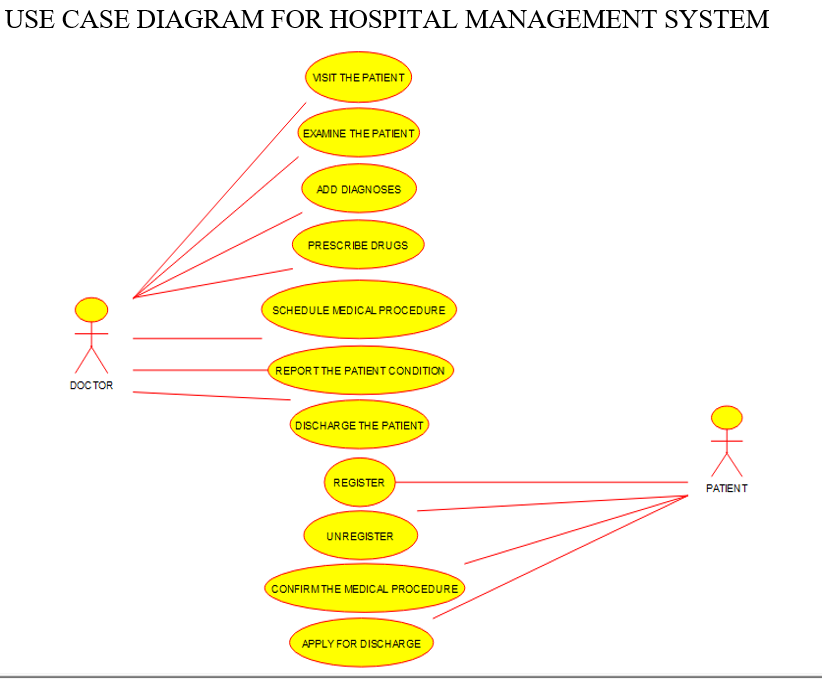 USE CASE DIAGRAM FOR HOSPITAL MANAGEMENT SYSTEM
VISIT THE PATIENT
EXAMINE THE PATIENT
ADD DIAGNOSES
PRESCRIBE DRUGS
SCHEDULE MEDICAL PROCEDURE
REPORT THE PATIENT CONDITION
DOCTOR
DISCHARGE THE PATIENT
REGISTER
PATIENT
UNREGISTER
CONFIRM THE MEDICAL PROCEDURE
APPLY FOR DISCHARGE